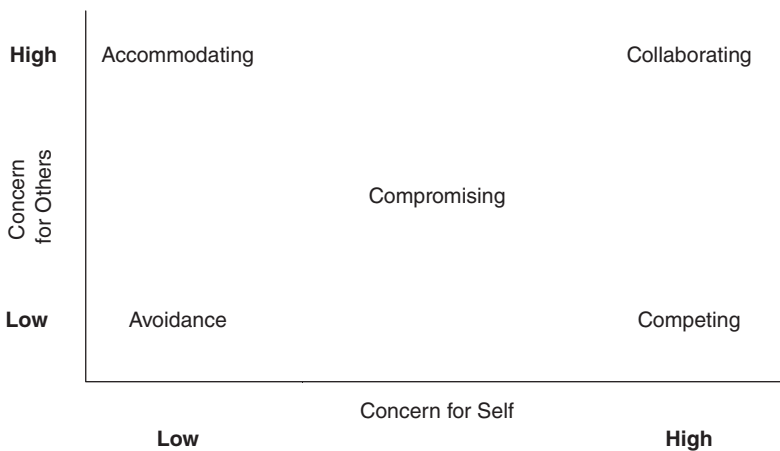 High
Accommodating
Collaborating
Concern
for Others
Compromising
Low
Avoidance
Competing
Concern for Self
Low
High